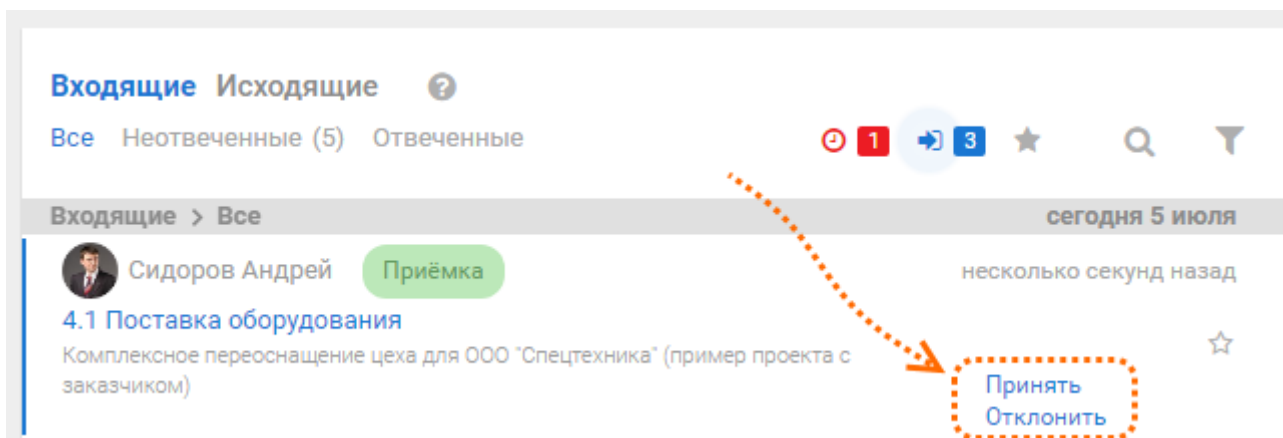 Входящие Исходящие ?
Все Неотвеченные (5) Отвеченные 1 3
Входящие > Все сегодня 5 июля
Сидоров Андрей Приёмка несколько секунд назад
4.1 Поставка оборудования
Комплексное переоснащение цеха для ООО "Спецтехника" (пример проекта с
заказчиком)
Принять
Отклонить